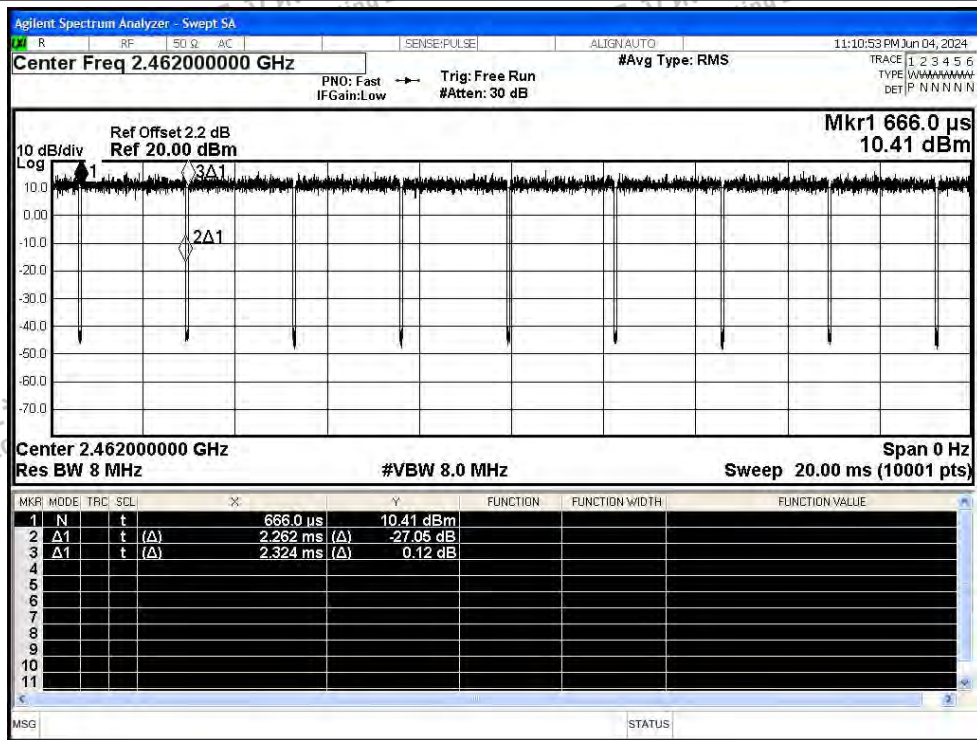 Agilent Spectrum Analyzer - Swept SA
R RF 50 Ω AC SENSE:PULSE ALIGNAUTO 11:10:53 PM Jun 04, 2024
Center Freq 2.462000000 GHz
#Avg Type: RMS
TRACE 1 2 3 4 5 6
TYPE WWWWWW
DET P N N N N N
PNO: Fast
IFGain:Low
Trig: Free Run
#Atten: 30 dB
Mkr1 666.0 µs
10.41 dBm
Ref Offset 2.2 dB
10 dB/div Ref 20.00 dBm
Log
1
3Δ1
10.0
0.00
2Δ1
-10.0
-20.0
-30.0
-40.0
-50.0
-60.0
-70.0
Center 2.462000000 GHz Span 0 Hz
Res BW 8 MHz #VBW 8.0 MHz Sweep 20.00 ms (10001 pts)
MKR MODE TRC SCL X Y FUNCTION FUNCTION WIDTH FUNCTION VALUE
1 N t 666.0 µs 10.41 dBm
2 Δ1 t (Δ) 2.262 ms (Δ) -27.05 dB
3 Δ1 t (Δ) 2.324 ms (Δ) 0.12 dB
4
5
6
7
8
9
10
11
MSG STATUS